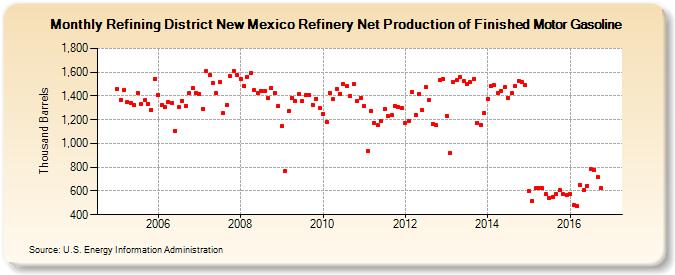 Monthly Refining District New Mexico Refinery Net Production of Finished Motor Gasoline
Thousand Barrels
1,800
1,600
1,400
1,200
1,000
800
600
400
2006 2008 2010 2012 2014 2016
Source: U.S. Energy Information Administration